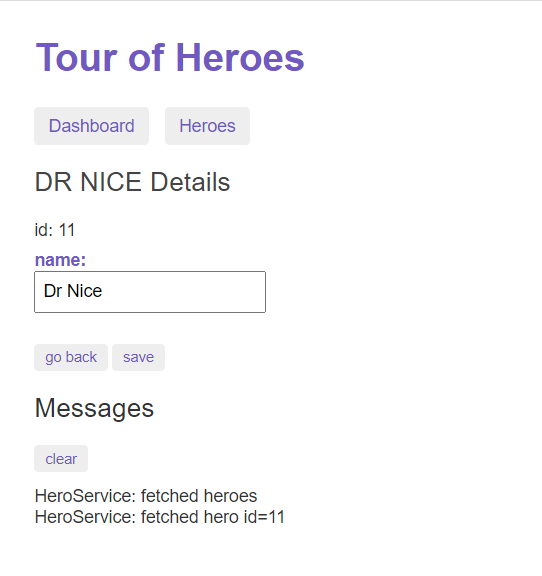 Tour of Heroes
Dashboard Heroes
DR NICE Details
id: 11
name:
Dr Nice
go back save
Messages
clear
HeroService: fetched heroes
HeroService: fetched hero id=11